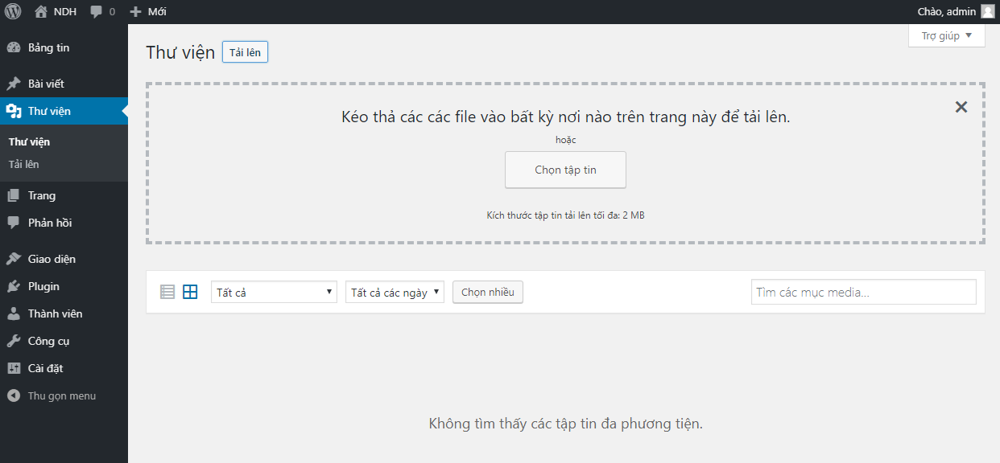 NDH 0 Mới Chào, admin
Trợ giúp ▼
Bảng tin
Bài viết
Thư viện
Thư viện
Tải lên
Trang
Phản hồi
Giao diện
Plugin
Thành viên
Công cụ
Cài đặt
Thu gọn menu
Thư viện Tải lên
Kéo thả các các file vào bất kỳ nơi nào trên trang này để tải lên.
hoặc
Chọn tập tin
Kích thước tập tin tải lên tối đa: 2 MB
Tất cả Tất cả các ngày Chọn nhiều Tìm các mục media...
Không tìm thấy các tập tin đa phương tiện.